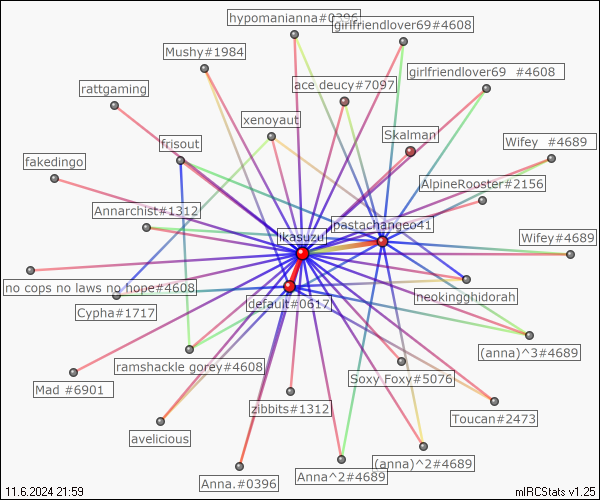 hypomanianna#0396
girlfriendlover69#4608
Mushy#1984
girlfriendlover69 #4608
ace deucy#7097
rattgaming
xenoyaut
Skalman
frisout
Wifey #4689
fakedingo
AlpineRooster#2156
Annarchist#1312
pastachangeo41
ikasuzu
Wifey#4689
no cops no laws no hope#4608
neokingghidorah
default#0617
Cypha#1717
(anna)^3#4689
ramshackle gorey#4608
Soxy Foxy#5076
Mad #6901
zibbits#1312
Toucan#2473
avelicious
(anna)^2#4689
Anna^2#4689
Anna.#0396
11.6.2024 21:59
mIRCStats v1.25